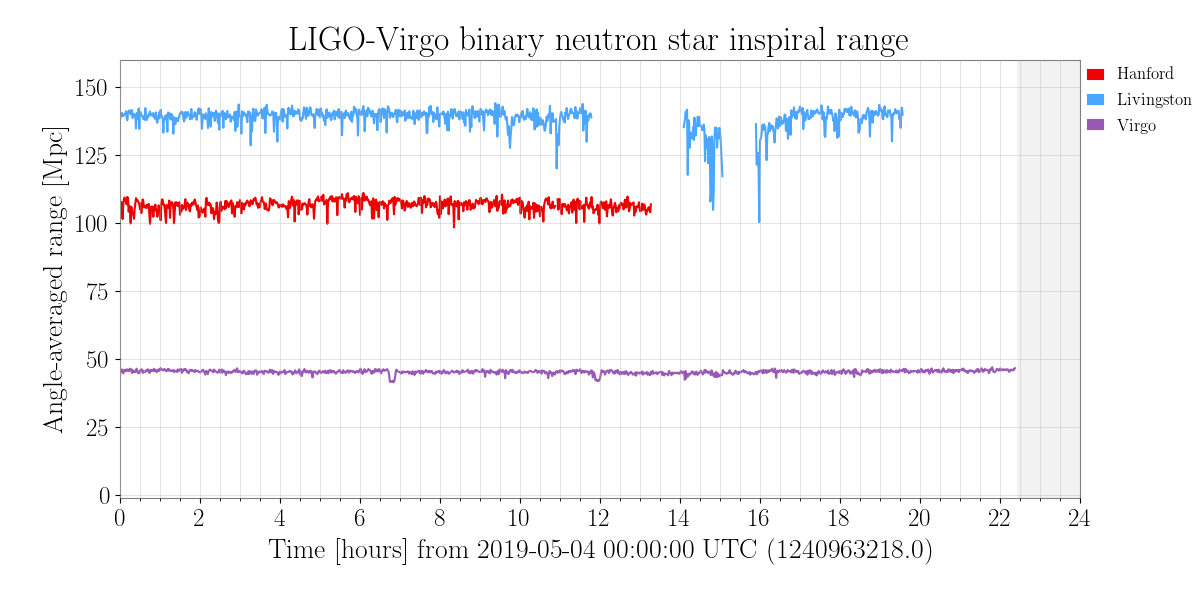 LIGO-Virgo binary neutron star inspiral range
Hanford
Livingston
Virgo
Angle-averaged range [Mpc]
150
125
100
75
50
25
0
0 2 4 6 8 10 12 14 16 18 20 22 24
Time [hours] from 2019-05-04 00:00:00 UTC (1240963218.0)